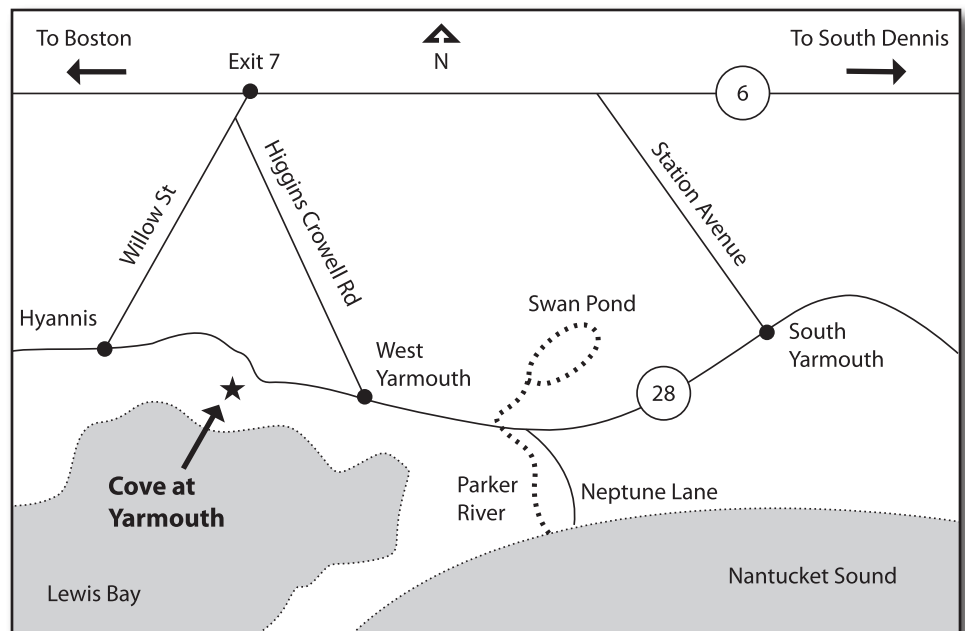 To Boston
N
To South Dennis
Exit 7
6
Willow St
Higgins Crowell Rd
Station Avenue
Hyannis
Swan Pond
West
Yarmouth
South
Yarmouth
28
Cove at
Yarmouth
Parker
River
Neptune Lane
Nantucket Sound
Lewis Bay